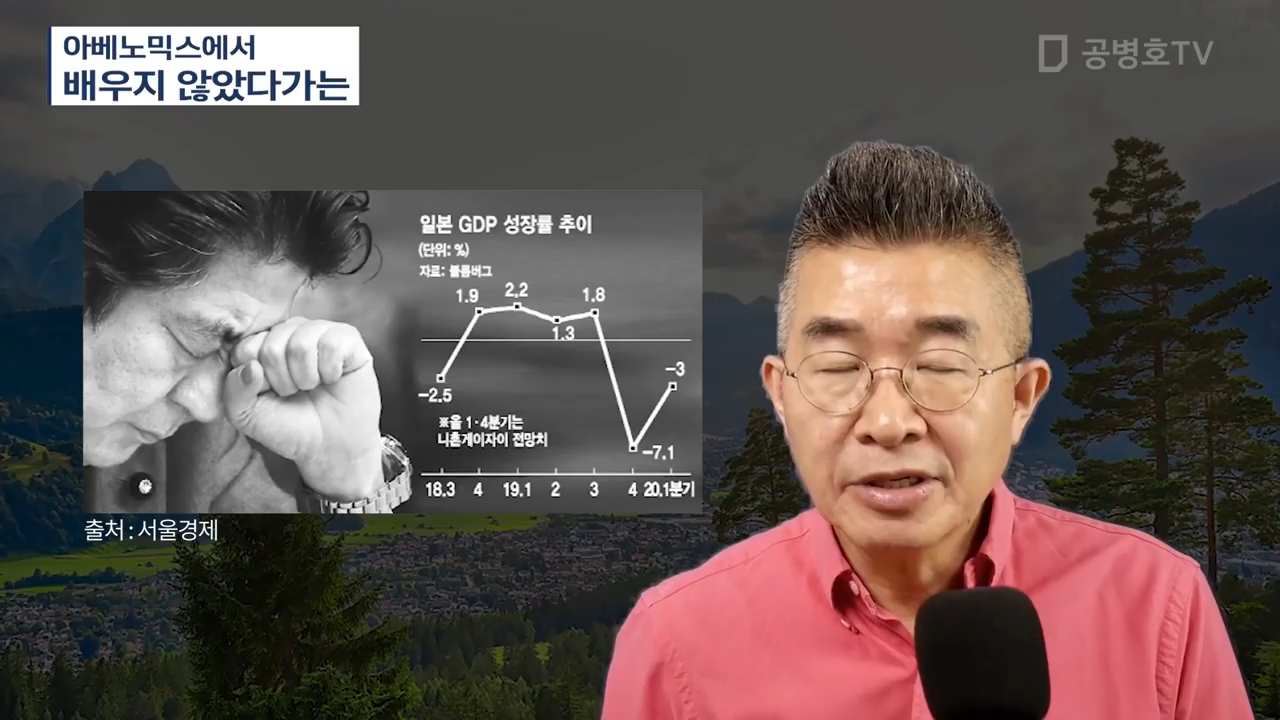 아베노믹스에서
배우지 않았다가는
공병호TV
일본 GDP 성장률 추이
(단위: %)
자료: 블룸버그
1.9
2.2
1.3
1.8
-2.5
-3
-7.1
※올 1·4분기는
니혼게이자이 전망치
18.3 4 19.1 2 3 4 20.1분기
출처 : 서울경제